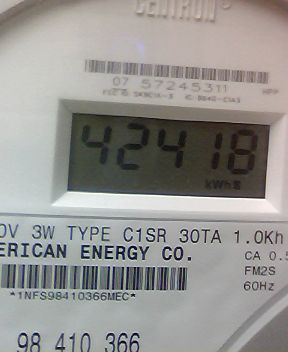 CENTRON®
07 57245311
42418
kWh
0V 3W TYPE C1SR 30TA 1.0Kh
ERICAN ENERGY CO.
CA 0.5
FM2S
60Hz
*1NFS98410366MEC*
98 410 366